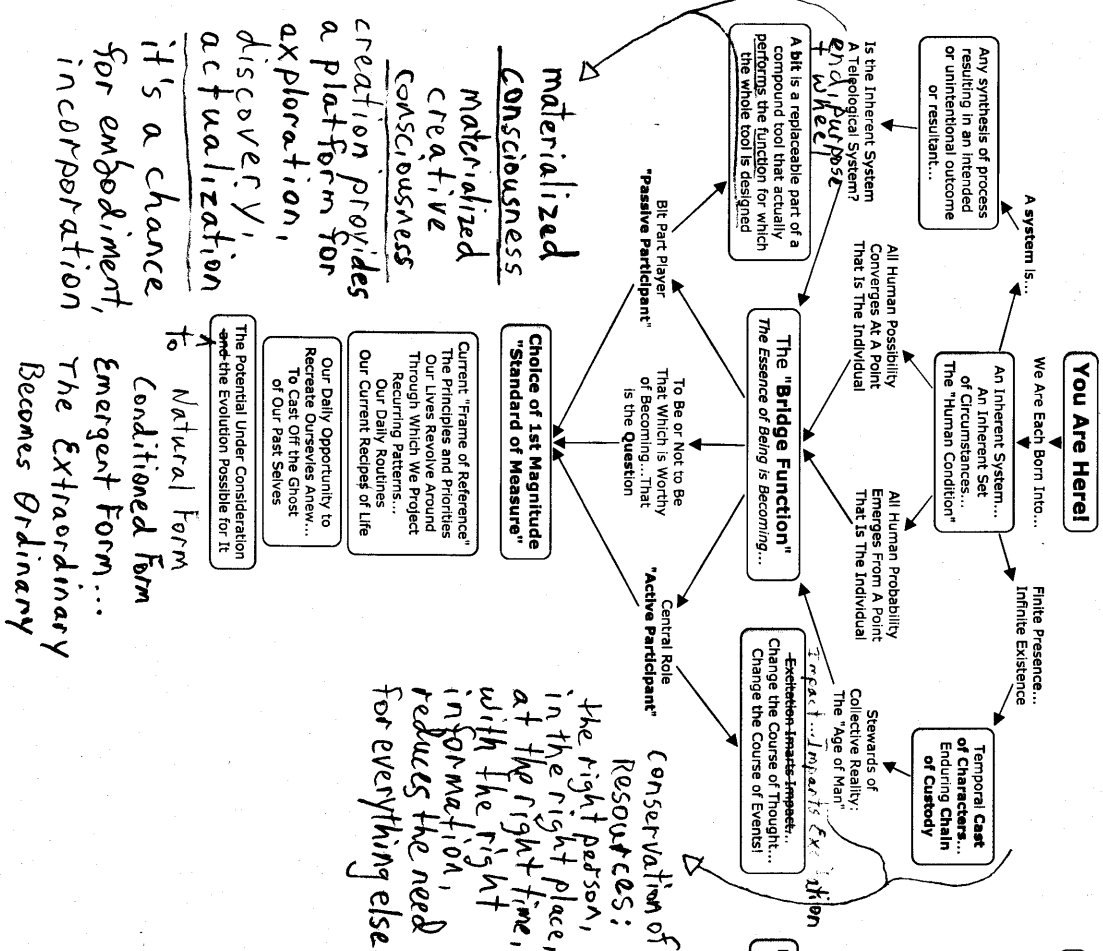 You Are Here!
We Are Each Born Into...
An Inherent System...
An Inherent Set
of Circumstances...
The "Human Condition"
A system is...
Any synthesis of process
resulting in an intended
or unintentional outcome
or resultant...
Is the Inherent System
A Teleological System?
end/purpose
+ wheel
A bit is a replaceable part of a
compound tool that actually
performs the function for which
the whole tool is designed
All Human Possibility
Converges At A Point
That Is The Individual
All Human Probability
Emerges From A Point
That Is The Individual
Finite Presence...
Infinite Existence
Temporal Cast
of Characters...
Enduring Chain
of Custody
Stewards of
Collective Reality:
The "Age of Man"
Impact...Imparts
Excitation Imarts Impact...
Change the Course of Thought...
Change the Course of Events!
The "Bridge Function"
The Essence of Being is Becoming...
Bit Part Player
"Passive Participant"
To Be or Not to Be
That Which is Worthy
of Becoming...That
is the Question
Central Role
"Active Participant"
Choice of 1st Magnitude
"Standard of Measure"
Current "Frame of Reference"
The Principles and Priorities
Our Lives Revolve Around
Through Which We Project
Recurring Patterns...
Our Daily Routines
Our Current Recipes of Life
Our Daily Opportunity to
Recreate Ourselvies Anew...
To Cast Off the Ghost
of Our Past Selves
The Potential Under Consideration
and the Evolution Possible for It
to
materialized
consciousness
materialized
creative
consciousness
creation provides
a platform for
exploration,
discovery,
actualization
it's a chance
for embodiment,
incorporation
Natural Form
Conditioned Form
Emergent Form...
The Extraordinary
Becomes Ordinary
Conservation of
Resources:
the right person,
in the right place,
at the right time,
with the right
information,
reduces the need
for everything else